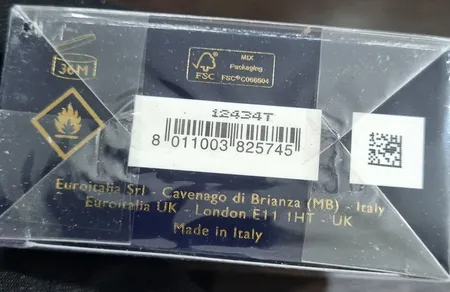 36M
MIX
Packaging
FSC
FSC® C066504
i2434T
8 011003 825745
Euroitalia Srl - Cavenago di Brianza (MB) - Italy
Euroitalia UK - London E11 1HT - UK
Made in Italy